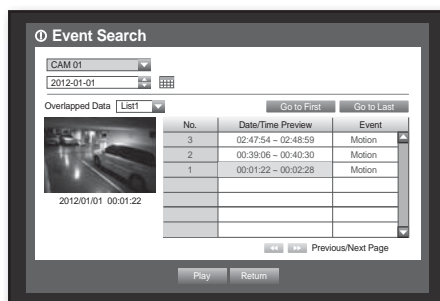 Event Search
CAM 01
2012-01-01
Overlapped Data List1 Go to First Go to Last
No. Date/Time Preview Event
3 02:47:54 ~ 02:48:59 Motion
2 00:39:06 ~ 00:40:30 Motion
1 00:01:22 ~ 00:02:28 Motion
2012/01/01 00:01:22
Previous/Next Page
Play Return